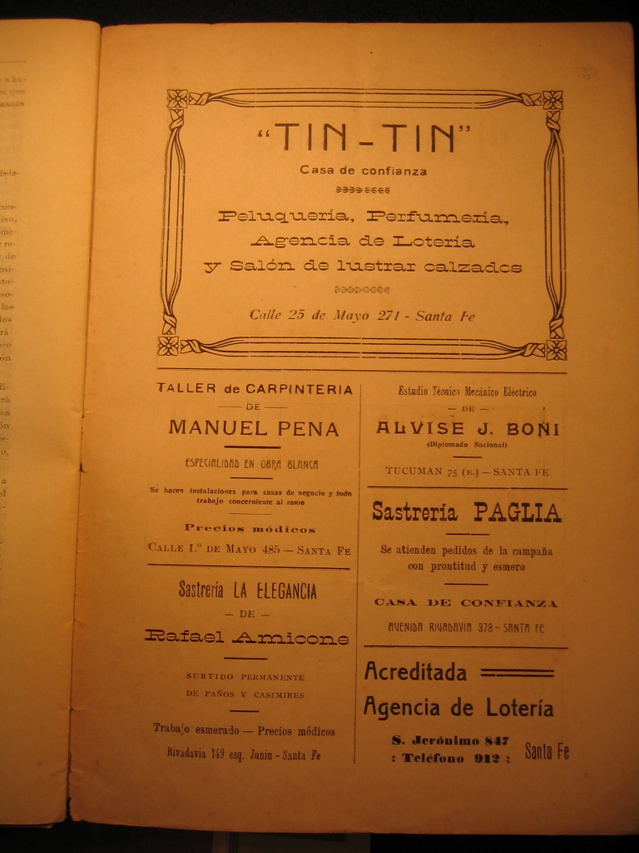 "TIN-TIN"
Casa de confianza
Peluquería, Perfumería,
Agencia de Lotería
y Salón de lustrar calzados
Calle 25 de Mayo 271 - Santa Fe
TALLER de CARPINTERIA
— DE —
MANUEL PENA
ESPECIALIDAD EN OBRA BLANCA
Se hacen instalaciones para casas de negocio y todo
trabajo concerniente al ramo
Precios módicos
CALLE 1.º DE MAYO 485 — SANTA FE
Sastrería LA ELEGANCIA
— DE —
Rafael Amicone
SURTIDO PERMANENTE
DE PAÑOS Y CASIMIRES
Trabajo esmerado — Precios módicos
Rivadavia 149 esq. Junin - Santa Fe
Estudio Técnico Mecánico Eléctrico
— DE —
ALVISE J. BONI
(Diplomado Nacional)
TUCUMAN 75 (E.) — SANTA FE
Sastrería PAGLIA
Se atienden pedidos de la campaña
con prontitud y esmero
CASA DE CONFIANZA
AVENIDA RIVADAVIA 378 - SANTA FE
Acreditada
Agencia de Lotería
S. Jerónimo 847
: Teléfono 912 :
Santa Fe